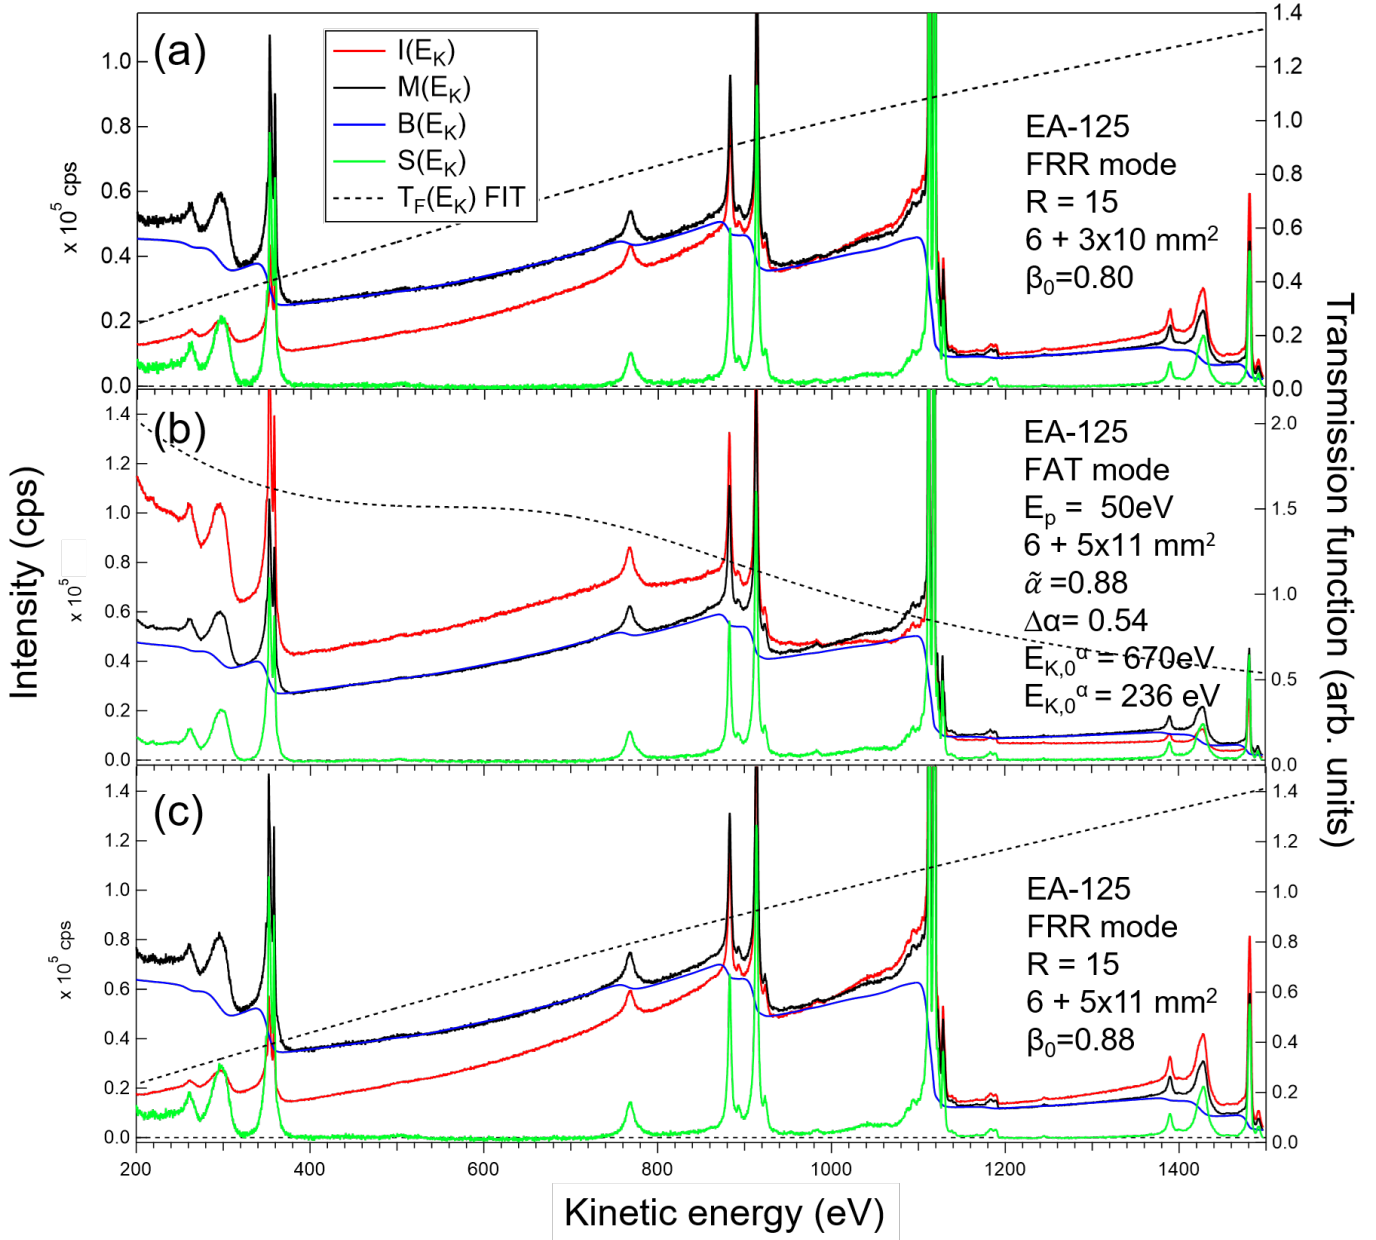 (a)
I(E_K)
M(E_K)
B(E_K)
S(E_K)
T_F(E_K) FIT
EA-125
FRR mode
R = 15
6 + 3x10 mm²
β₀=0.80
1.0
0.8
0.6
0.4
0.2
0.0
x 10⁵ cps
1.4
1.2
1.0
0.8
0.6
0.4
0.2
0.0
(b)
EA-125
FAT mode
E_p = 50eV
6 + 5x11 mm²
α̃ =0.88
Δα= 0.54
E_K,0^α = 670eV
E_K,0^α = 236 eV
1.4
1.2
1.0
0.8
0.6
0.4
0.2
0.0
x 10⁵
2.0
1.5
1.0
0.5
0.0
(c)
EA-125
FRR mode
R = 15
6 + 5x11 mm²
β₀=0.88
1.4
1.2
1.0
0.8
0.6
0.4
0.2
0.0
x 10⁵ cps
1.4
1.2
1.0
0.8
0.6
0.4
0.2
0.0
200
400
600
800
1000
1200
1400
Kinetic energy (eV)
Intensity (cps)
Transmission function (arb. units)